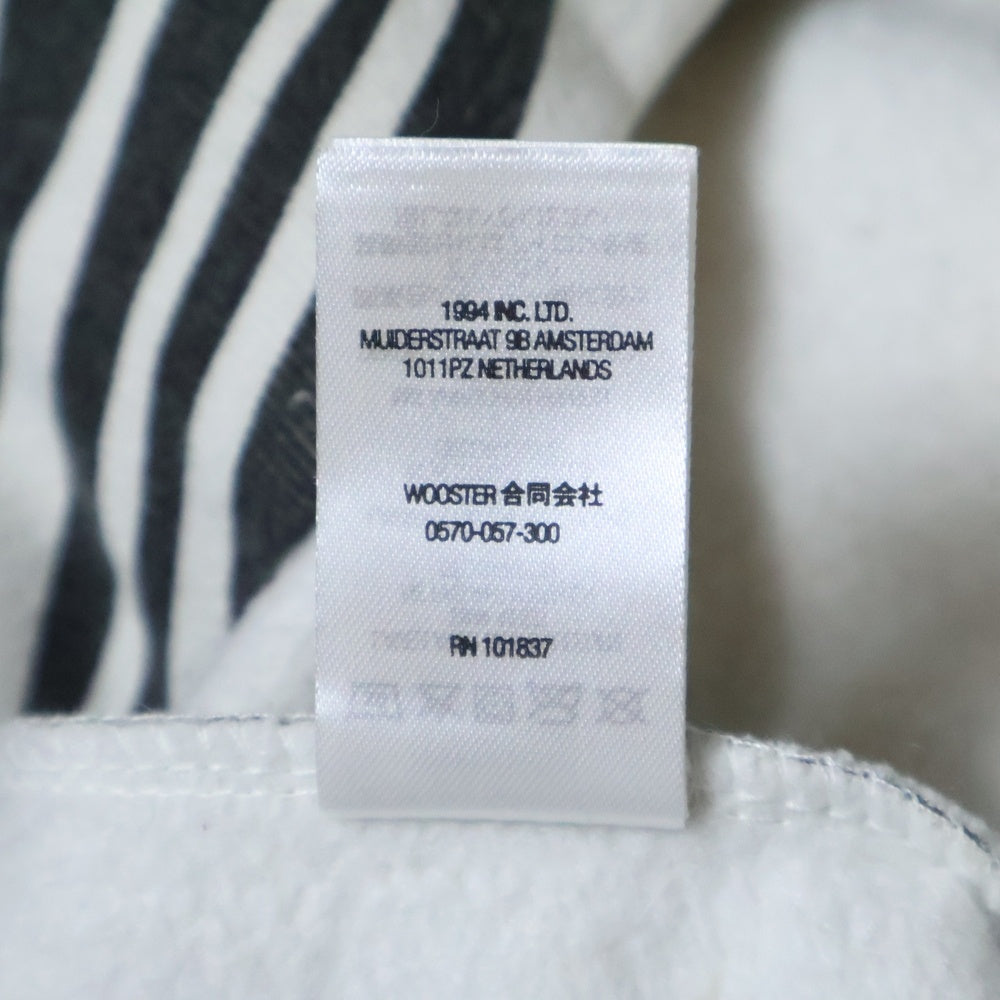 1994 INC. LTD.
MUIDERSTRAAT 9B AMSTERDAM
1011PZ NETHERLANDS
WOOSTER 合同会社
0570-057-300
RN 101837